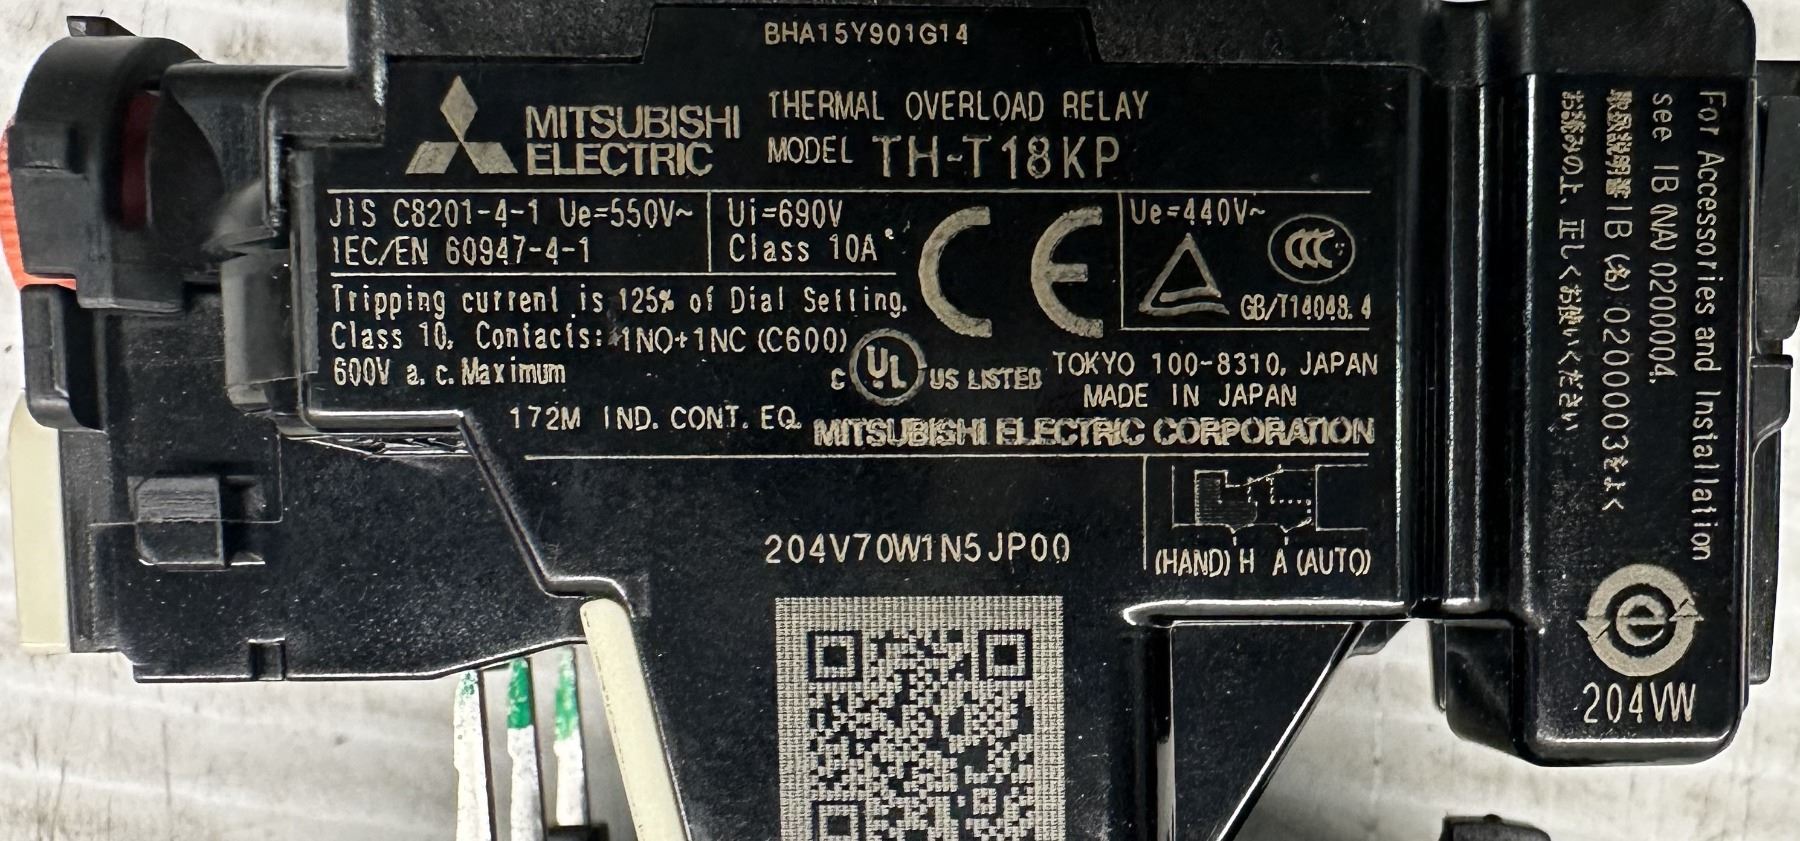 BHA15Y901G14
MITSUBISHI
ELECTRIC
THERMAL OVERLOAD RELAY
MODEL TH-T18KP
JIS C8201-4-1 Ue=550V~
IEC/EN 60947-4-1
Ui=690V
Class 10A
CE
Ue=440V~
CCC
GB/T14048.4
Tripping current is 125% of Dial Setting.
Class 10, Contacts: 1NO+1NC (C600)
600V a.c. Maximum
C UL US LISTED
TOKYO 100-8310, JAPAN
MADE IN JAPAN
172M IND. CONT. EQ.
MITSUBISHI ELECTRIC CORPORATION
204V70W1N5JP00
(HAND) H A (AUTO)
For Accessories and Installation
see IB(NA)0200004.
取扱説明書IB(名)0200003をよく
お読みの上、正しくお使いください
e
204VW